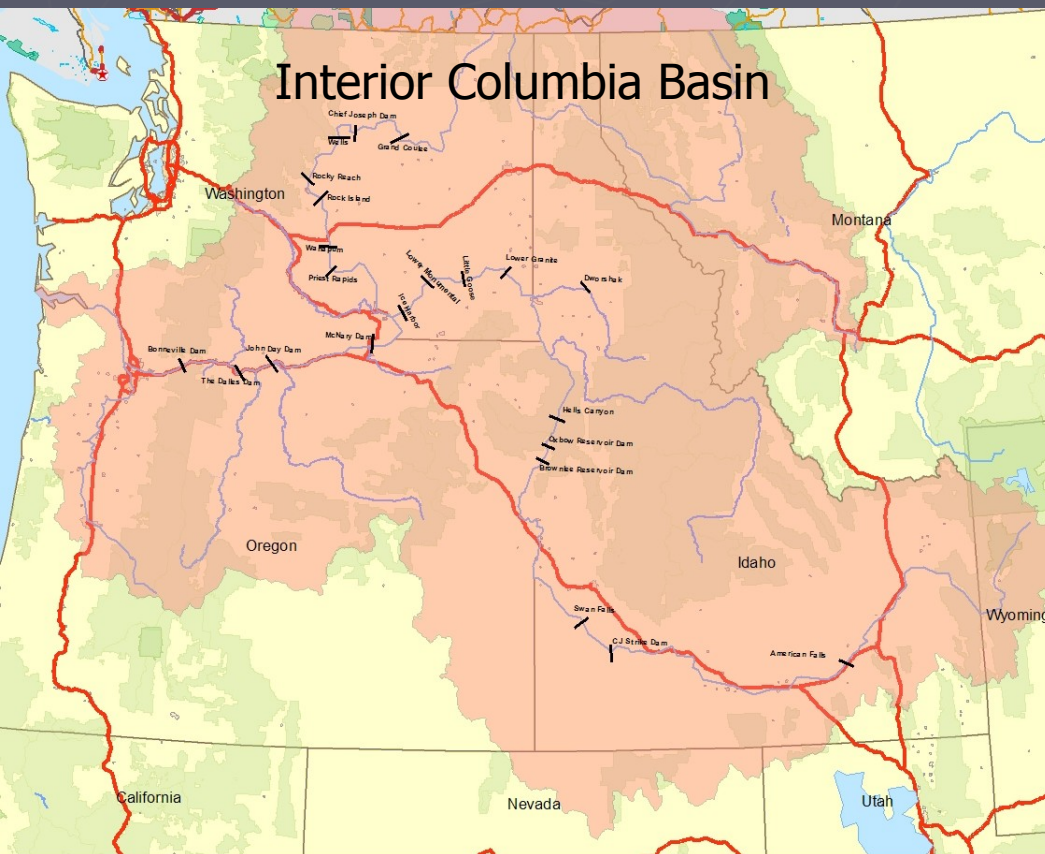 Interior Columbia Basin
Chief Joseph Dam
Wells
Grand Coulee
Rocky Reach
Washington
Rock Island
Montana
Wanapum
Lower Granite
Little Goose
Lower Monumental
Priest Rapids
Dworshak
Ice Harbor
McNary Dam
Bonneville Dam
John Day Dam
The Dalles Dam
Hells Canyon
Oxbow Reservoir Dam
Brownlee Reservoir Dam
Oregon
Idaho
Swan Falls
Wyoming
CJ Strike Dam
American Falls
California
Nevada
Utah